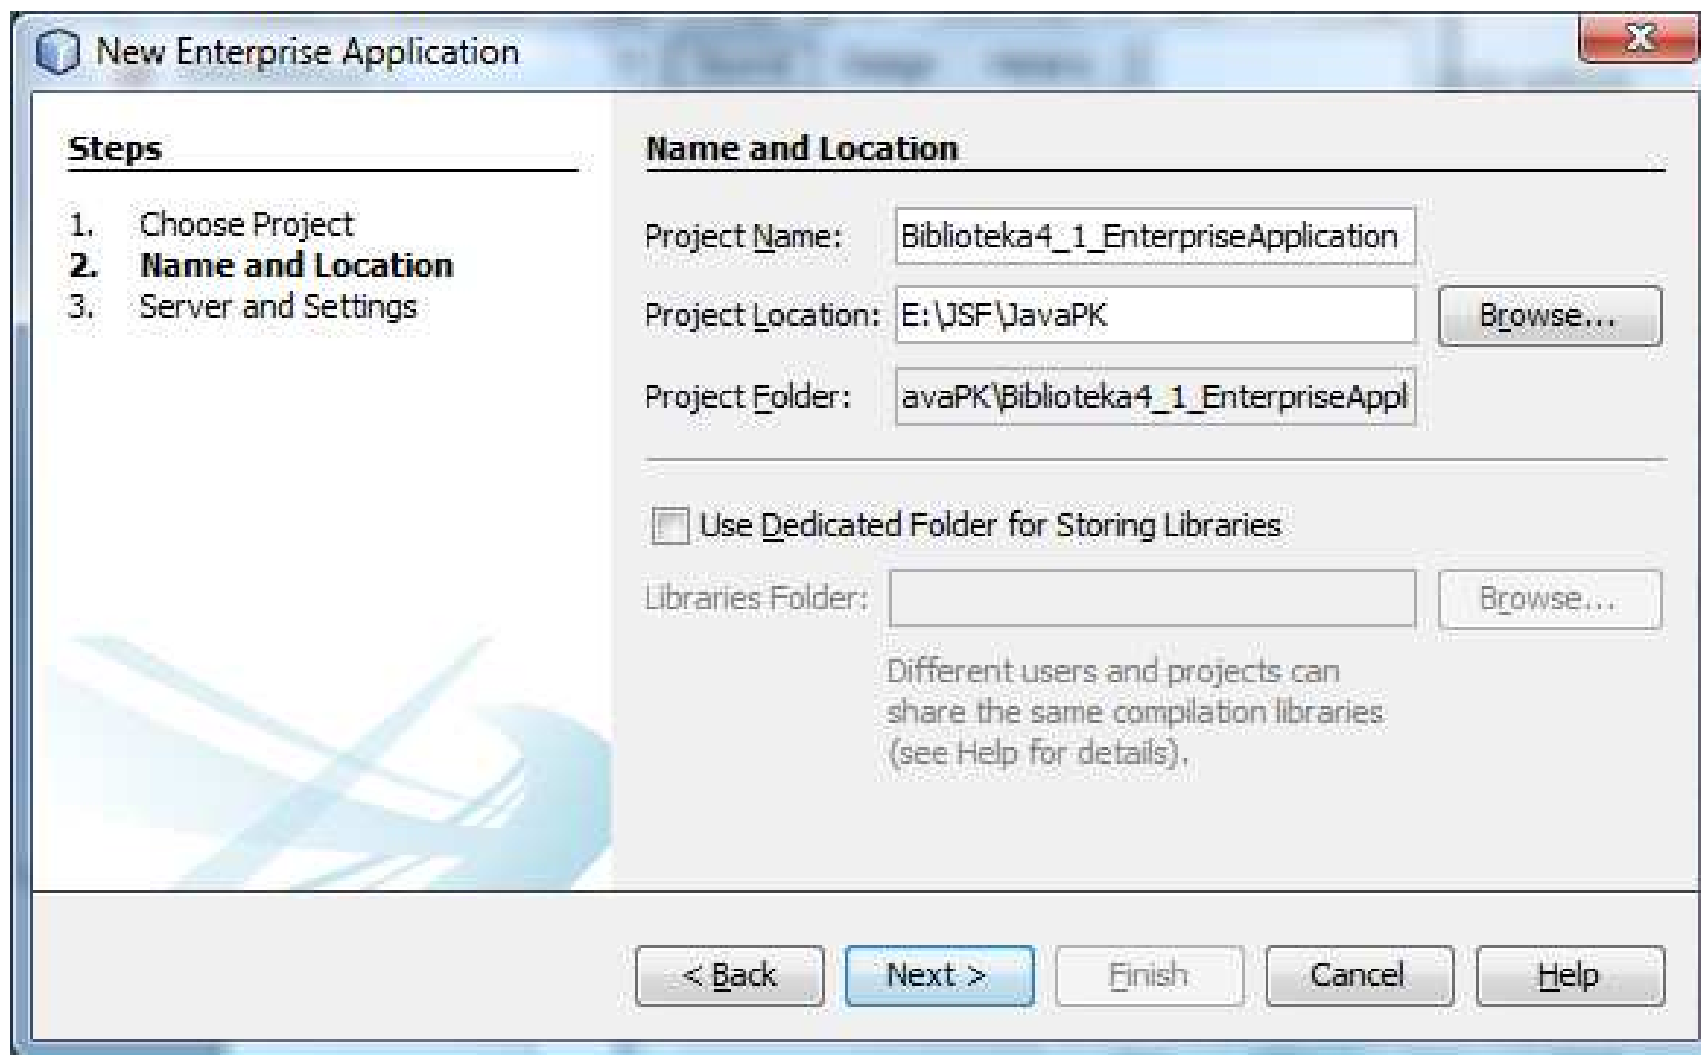 New Enterprise Application
Steps
1. Choose Project
2. Name and Location
3. Server and Settings
Name and Location
Project Name: Biblioteka4_1_EnterpriseApplication
Project Location: E:\JSF\JavaPK Browse...
Project Folder: avaPK\Biblioteka4_1_EnterpriseAppl
Use Dedicated Folder for Storing Libraries
Libraries Folder: Browse...
Different users and projects can
share the same compilation libraries
(see Help for details).
< Back Next > Finish Cancel Help